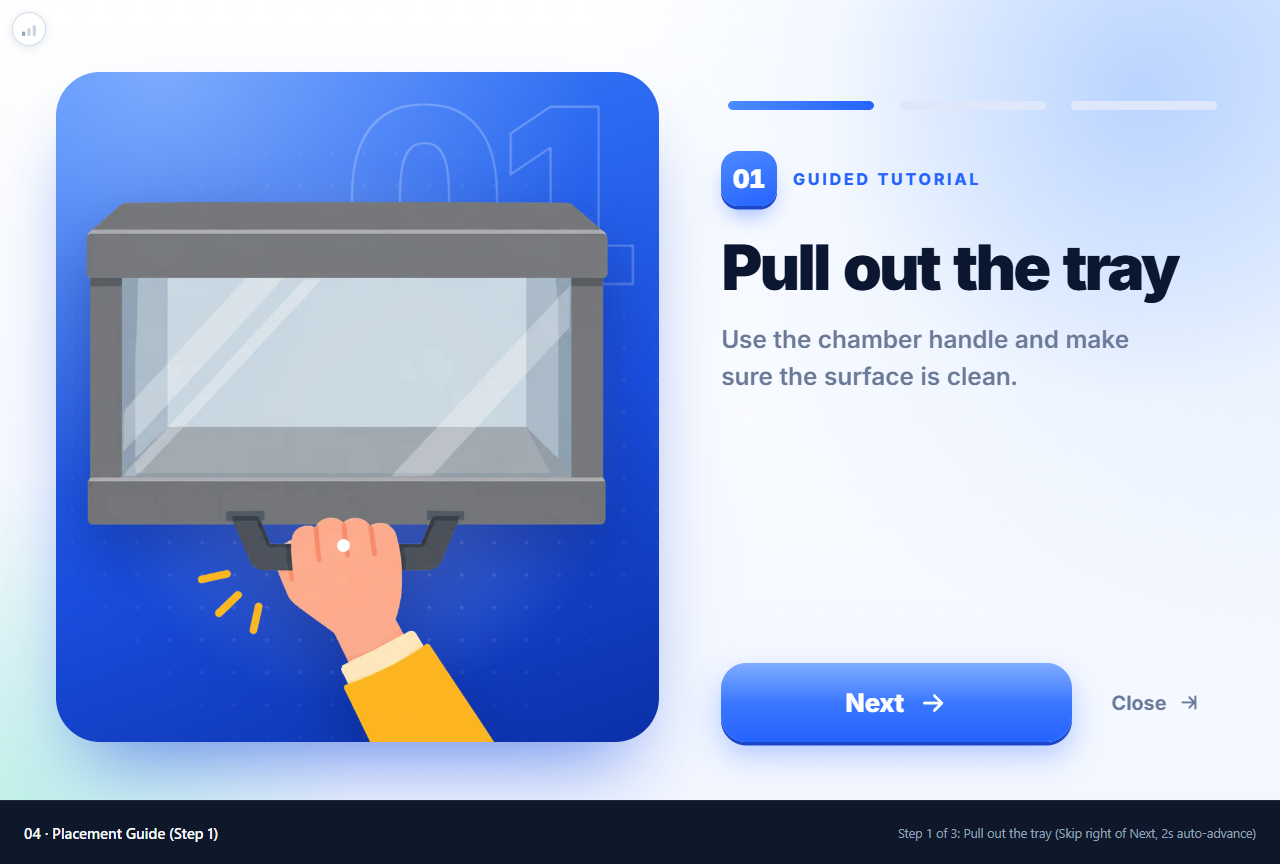 01
01
GUIDED TUTORIAL
Pull out the tray
Use the chamber handle and make
sure the surface is clean.
Next →
Close
04 · Placement Guide (Step 1)
Step 1 of 3: Pull out the tray (Skip right of Next, 2s auto-advance)